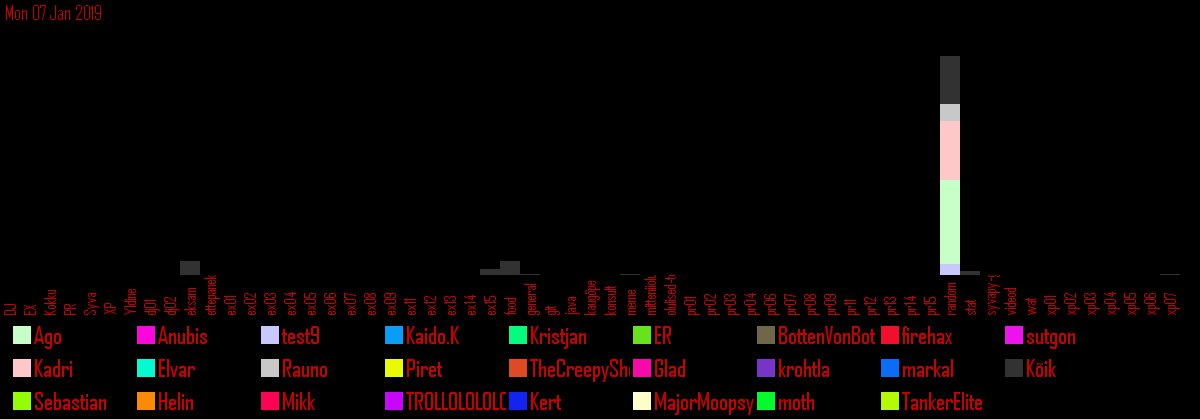 Mon 07 Jan 2019
DJ EX Kokku PR Syva XP Yldine dj01 dj02 eksam ettepanek ex01 ex02 ex03 ex04 ex05 ex06 ex07 ex08 ex09 ex11 ex12 ex13 ex14 ex15 food general git java kaugõpe konsult meme pr01 pr02 pr03 pr04 pr06 pr07 pr08 pr09 pr11 pr12 pr13 pr14 pr15 random stat videod wat xp01 xp02 xp03 xp04 xp05 xp06 xp07
Ago Anubis test9 Kaido.K Kristjan ER BottenVonBot firehax sutgon
Kadri Elvar Rauno Piret TheCreepySh Glad krohtla markal Kõik
Sebastian Helin Mikk TROLLOLOLOLO Kert MajorMoopsy moth TankerElite